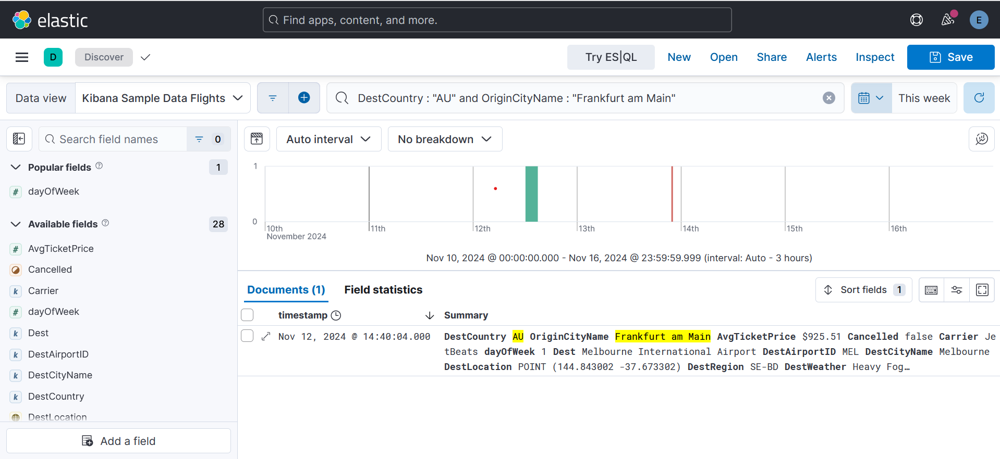 elastic
Find apps, content, and more.
E
D
Discover
Try ES|QL
New
Open
Share
Alerts
Inspect
Save
Data view
Kibana Sample Data Flights
DestCountry : "AU" and OriginCityName : "Frankfurt am Main"
This week
Search field names
0
Auto interval
No breakdown
Popular fields
1
# dayOfWeek
Available fields
28
# AvgTicketPrice
Cancelled
k Carrier
# dayOfWeek
k Dest
k DestAirportID
k DestCityName
k DestCountry
DestLocation
Add a field
1
0
10th
11th
12th
13th
14th
15th
16th
November 2024
Nov 10, 2024 @ 00:00:00.000 - Nov 16, 2024 @ 23:59:59.999 (interval: Auto - 3 hours)
Documents (1)
Field statistics
Sort fields 1
timestamp
Summary
Nov 12, 2024 @ 14:40:04.000
DestCountry AU OriginCityName Frankfurt am Main AvgTicketPrice $925.51 Cancelled false Carrier Je
tBeats dayOfWeek 1 Dest Melbourne International Airport DestAirportID MEL DestCityName Melbourne
DestLocation POINT (144.843002 -37.673302) DestRegion SE-BD DestWeather Heavy Fog…